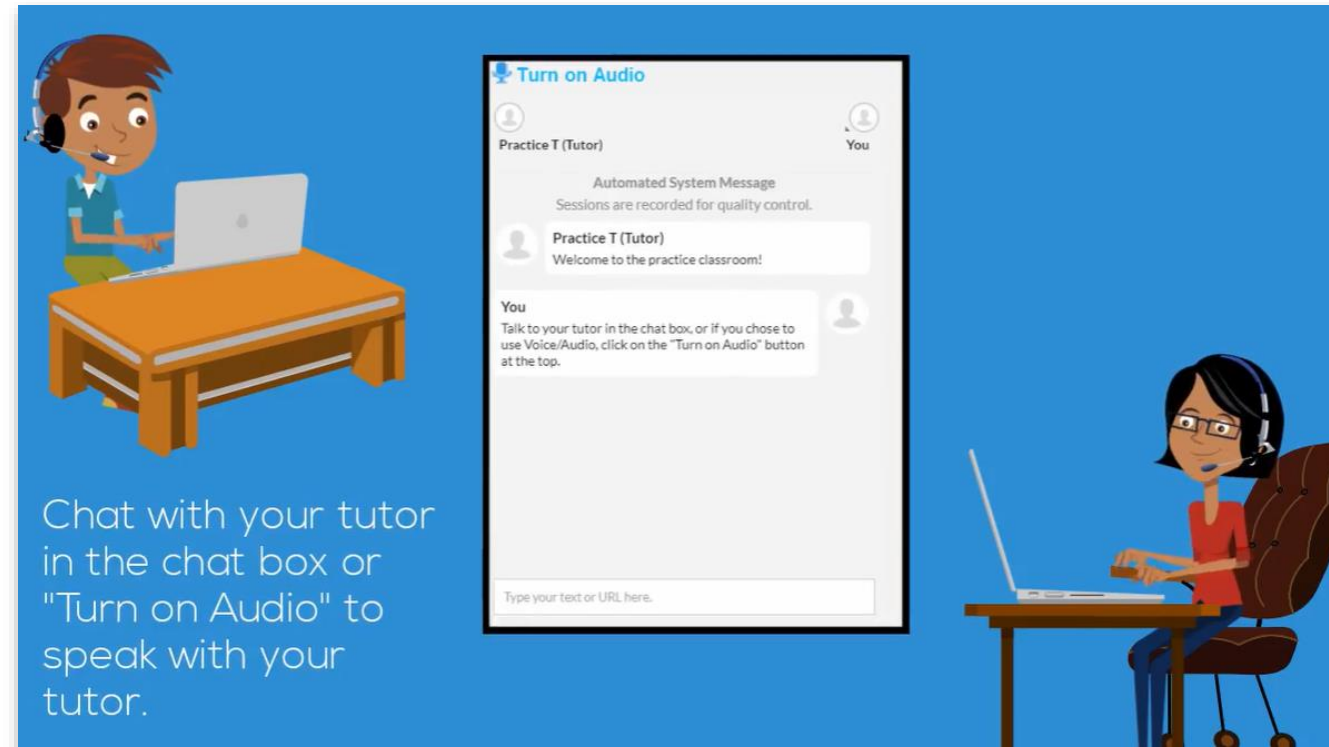 Turn on Audio
Practice T (Tutor)
You
Automated System Message
Sessions are recorded for quality control.
Practice T (Tutor)
Welcome to the practice classroom!
You
Talk to your tutor in the chat box, or if you chose to
use Voice/Audio, click on the "Turn on Audio" button
at the top.
Type your text or URL here.
Chat with your tutor
in the chat box or
"Turn on Audio" to
speak with your
tutor.